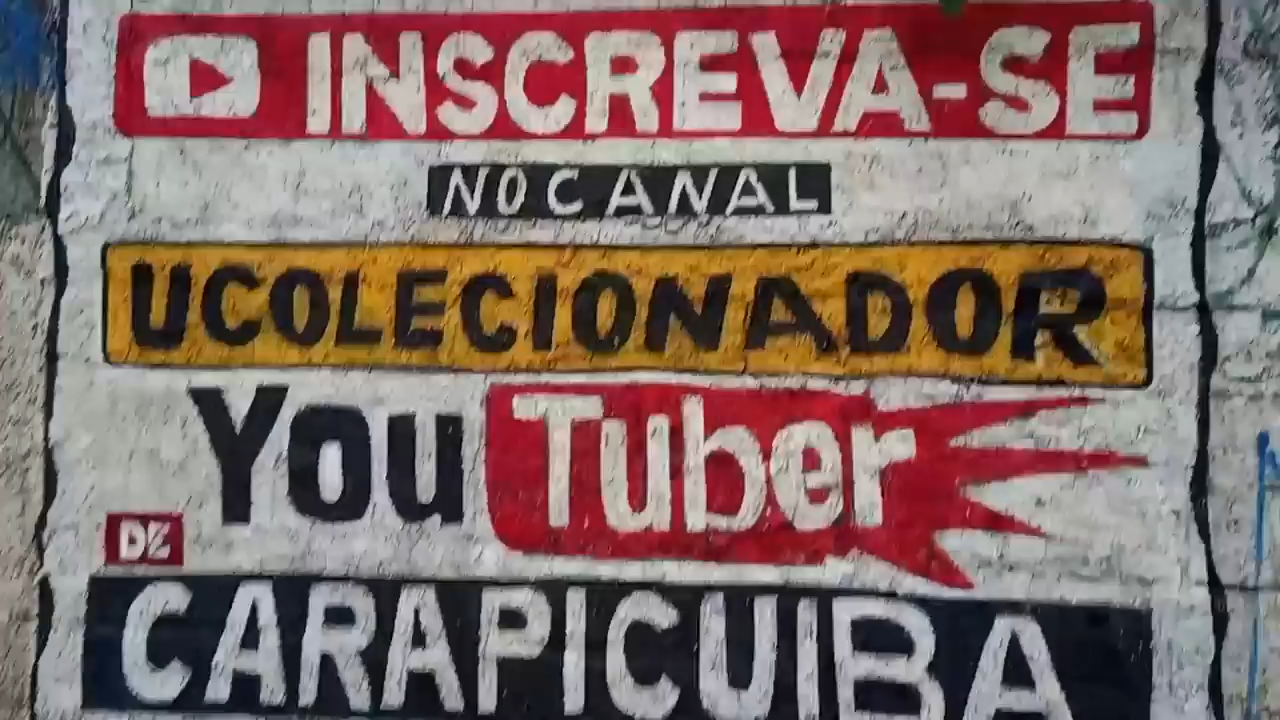 INSCREVA-SE
NO CANAL
UCOLECIONADOR
YouTuber
DE
CARAPICUIBA